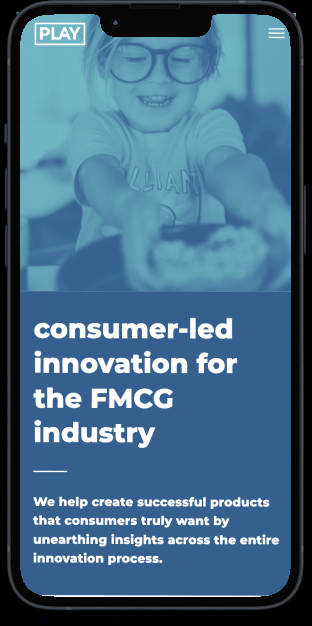 PLAY
consumer-led
innovation for
the FMCG
industry
We help create successful products
that consumers truly want by
unearthing insights across the entire
innovation process.